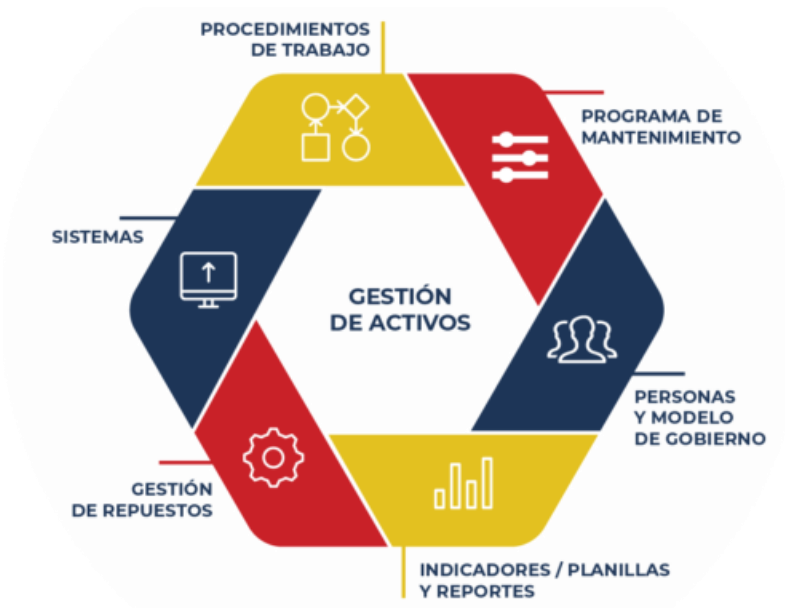 PROCEDIMIENTOS
DE TRABAJO
PROGRAMA DE
MANTENIMIENTO
SISTEMAS
GESTIÓN
DE ACTIVOS
PERSONAS
Y MODELO
DE GOBIERNO
GESTIÓN
DE REPUESTOS
INDICADORES / PLANILLAS
Y REPORTES